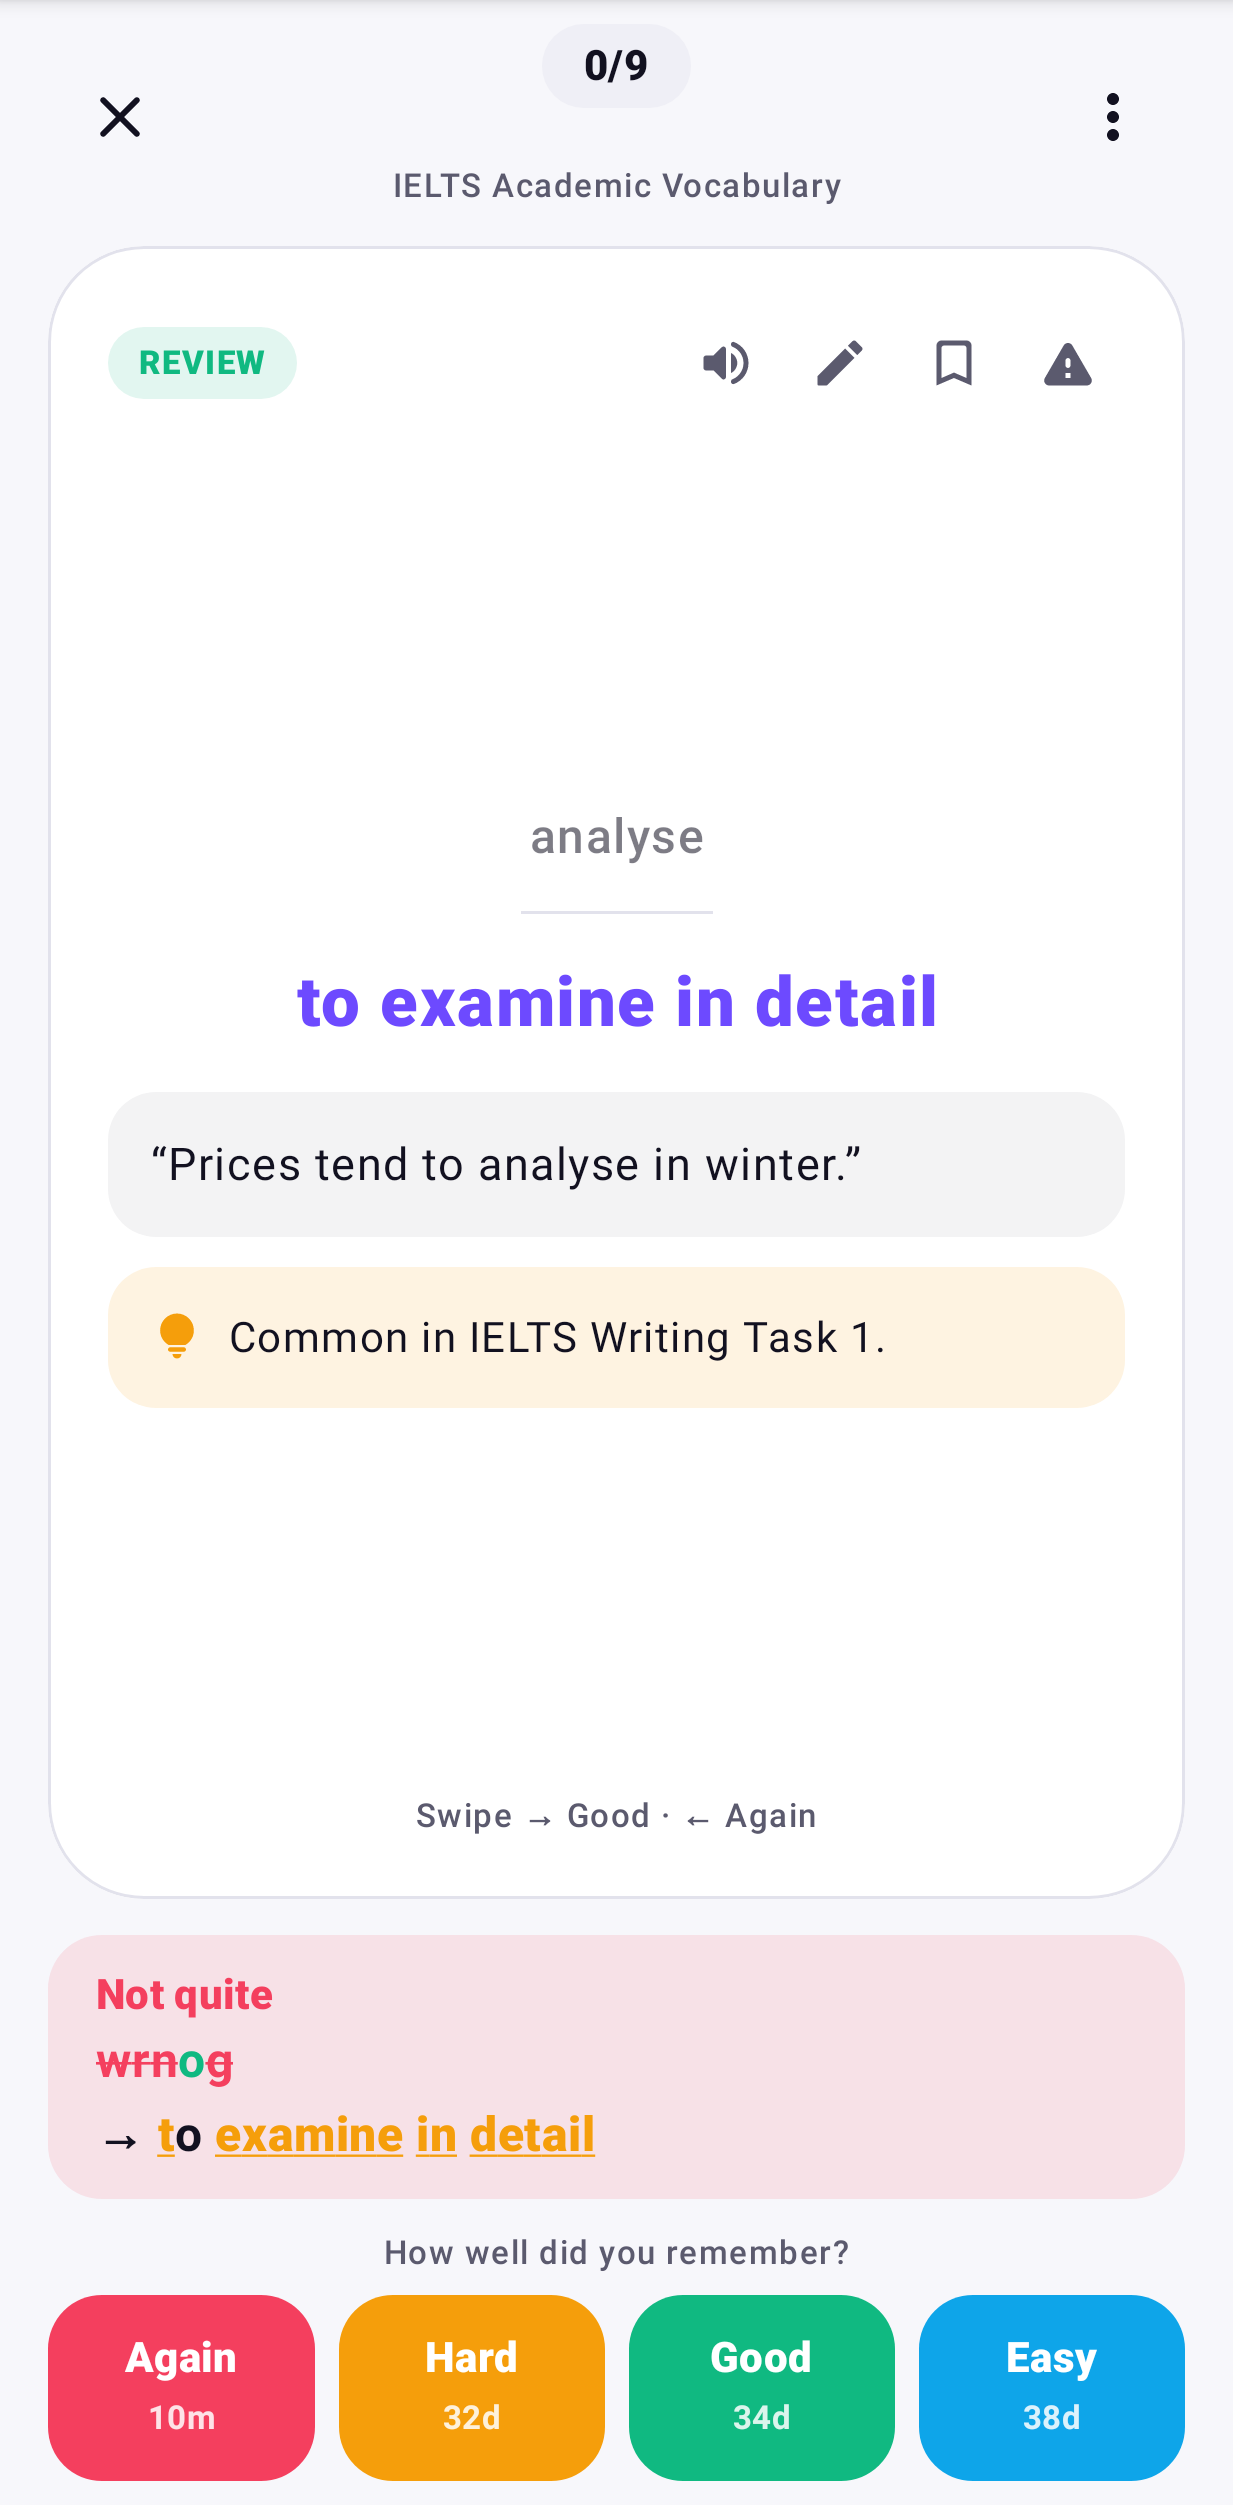 0/9
IELTS Academic Vocabulary
REVIEW
analyse
to examine in detail
“Prices tend to analyse in winter.”
Common in IELTS Writing Task 1.
Swipe → Good · ← Again
Not quite
wrnog
→ to examine in detail
How well did you remember?
Again Hard Good Easy
10m 32d 34d 38d